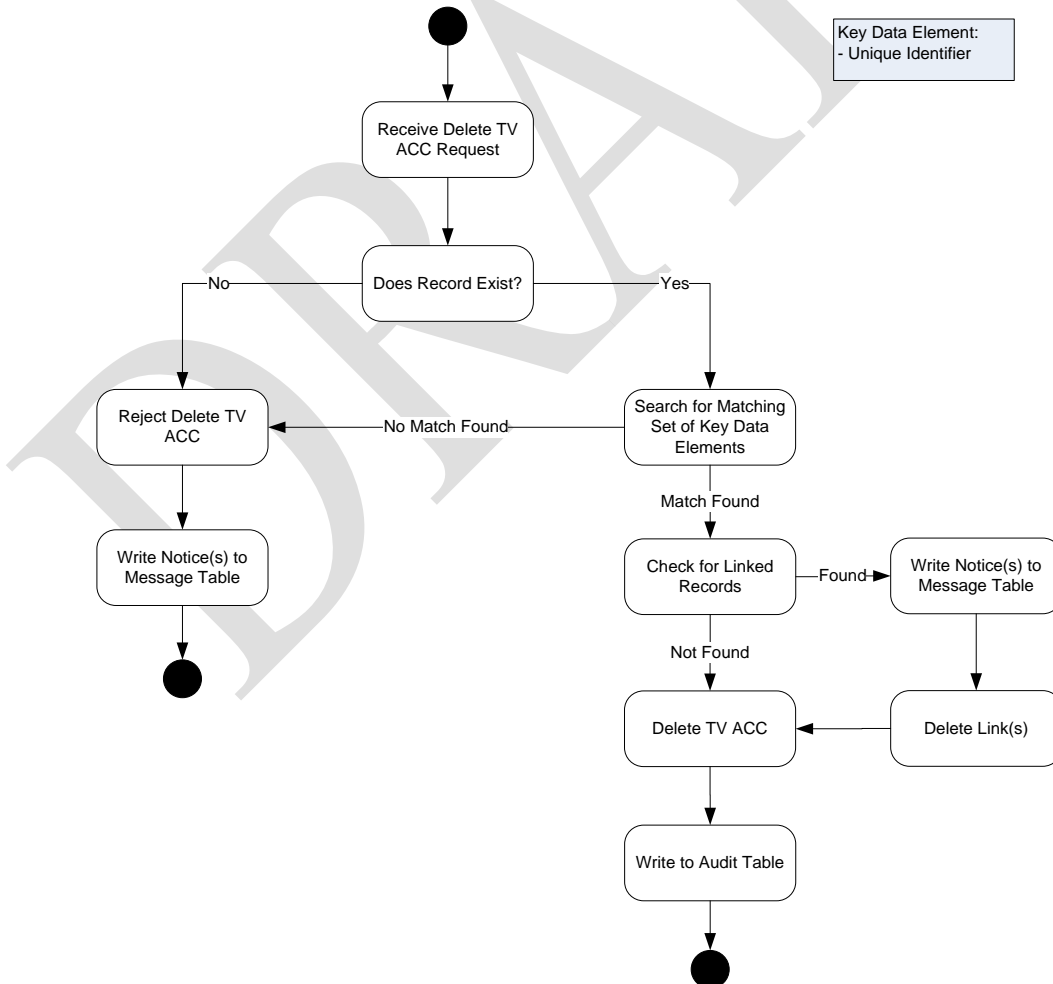 Key Data Element:
- Unique Identifier
Receive Delete TV
ACC Request
Does Record Exist?
No
Yes
Reject Delete TV
ACC
No Match Found
Search for Matching
Set of Key Data
Elements
Match Found
Write Notice(s) to
Message Table
Check for Linked
Records
Found
Write Notice(s) to
Message Table
Not Found
Delete TV ACC
Delete Link(s)
Write to Audit Table
DRA